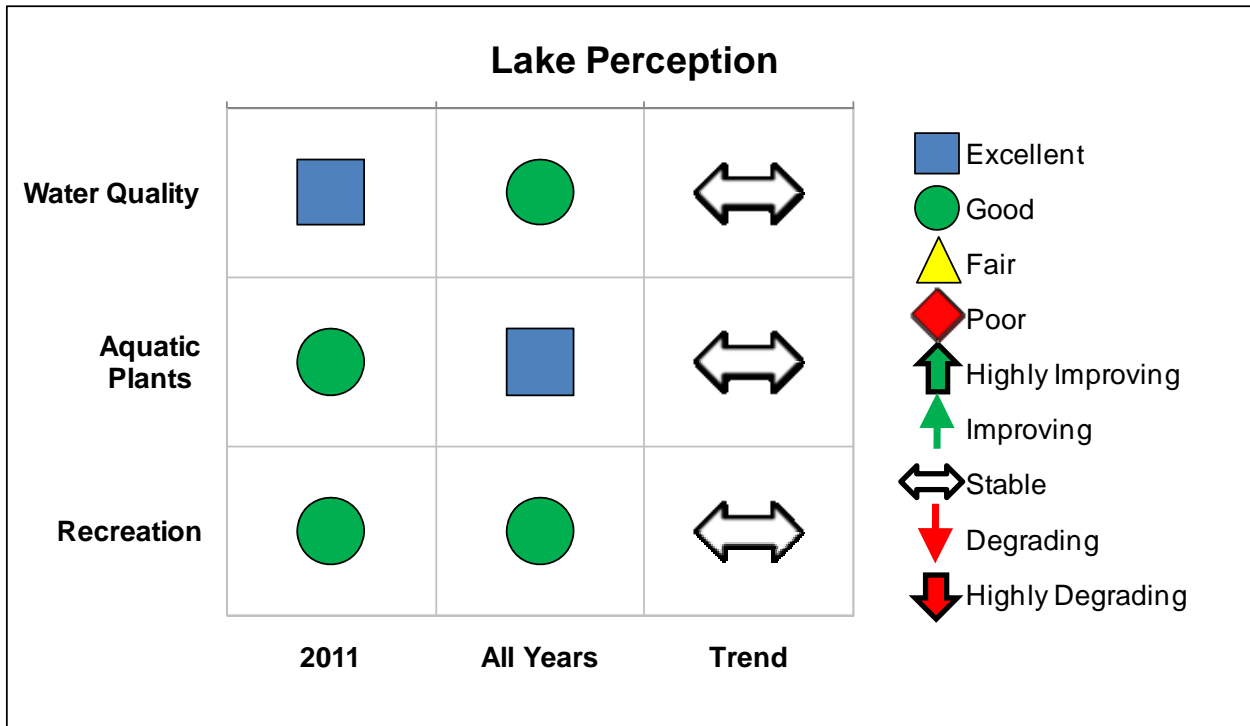 Lake Perception
Water Quality
Aquatic
Plants
Recreation
2011
All Years
Trend
Excellent
Good
Fair
Poor
Highly Improving
Improving
Stable
Degrading
Highly Degrading